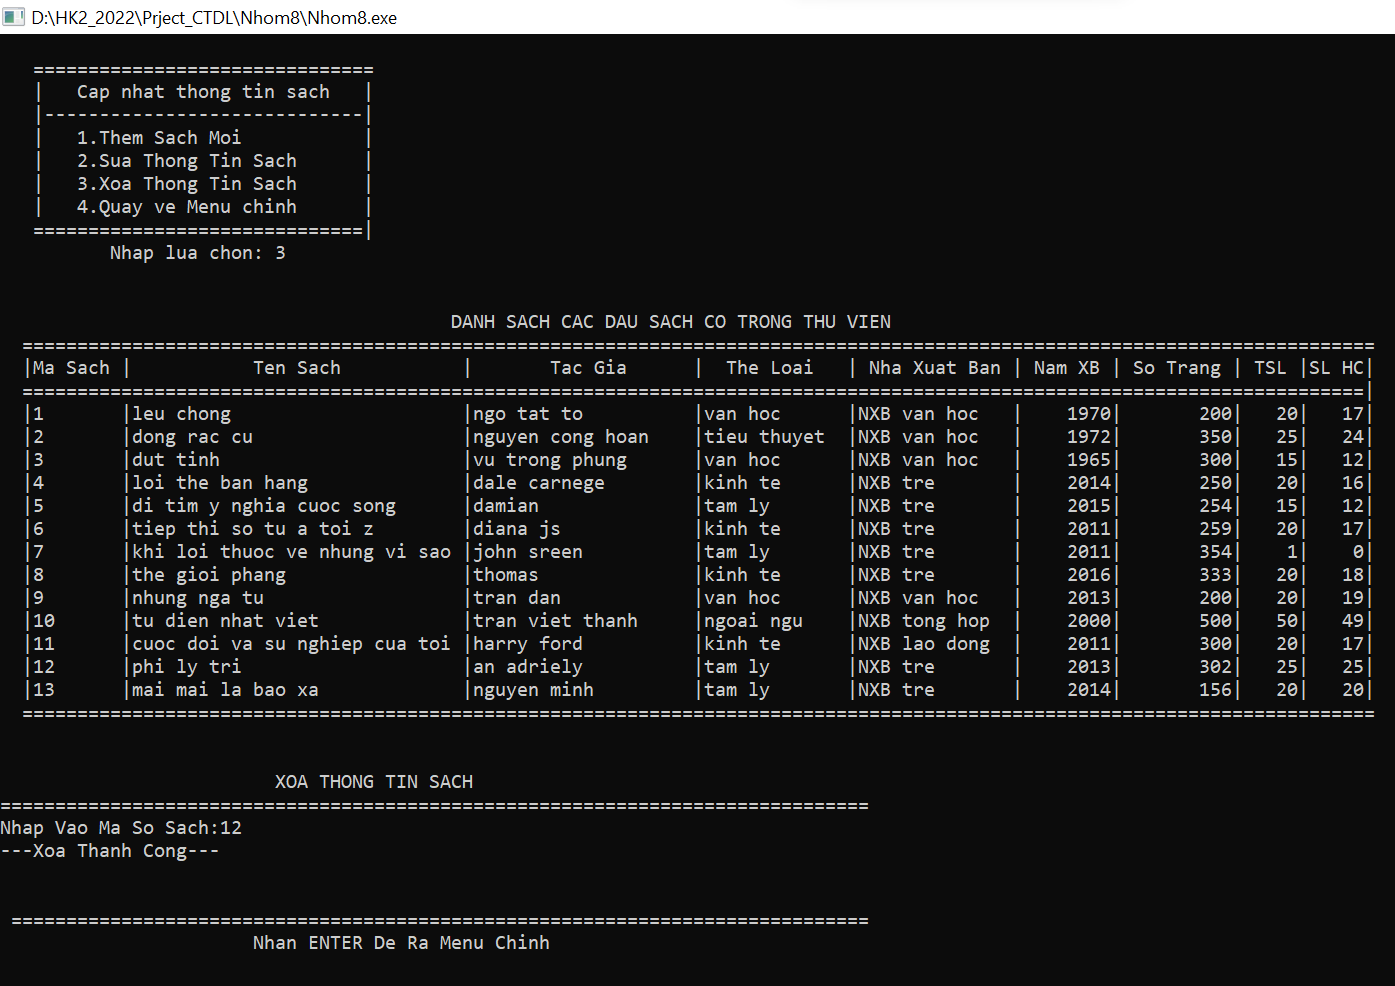 D:\HK2_2022\Prject_CTDL\Nhom8\Nhom8.exe
===============================
|   Cap nhat thong tin sach   |
|-----------------------------|
|   1.Them Sach Moi           |
|   2.Sua Thong Tin Sach      |
|   3.Xoa Thong Tin Sach      |
|   4.Quay ve Menu chinh      |
==============================|
Nhap lua chon: 3
DANH SACH CAC DAU SACH CO TRONG THU VIEN
===========================================================================================================================
|Ma Sach |           Ten Sach           |       Tac Gia      |  The Loai   | Nha Xuat Ban | Nam XB | So Trang | TSL |SL HC|
==========================================================================================================================|
|1       |leu chong                     |ngo tat to          |van hoc      |NXB van hoc   |    1970|       200|   20|   17|
|2       |dong rac cu                   |nguyen cong hoan    |tieu thuyet  |NXB van hoc   |    1972|       350|   25|   24|
|3       |dut tinh                      |vu trong phung      |van hoc      |NXB van hoc   |    1965|       300|   15|   12|
|4       |loi the ban hang              |dale carnege        |kinh te      |NXB tre       |    2014|       250|   20|   16|
|5       |di tim y nghia cuoc song      |damian              |tam ly       |NXB tre       |    2015|       254|   15|   12|
|6       |tiep thi so tu a toi z        |diana js            |kinh te      |NXB tre       |    2011|       259|   20|   17|
|7       |khi loi thuoc ve nhung vi sao |john sreen          |tam ly       |NXB tre       |    2011|       354|    1|    0|
|8       |the gioi phang                |thomas              |kinh te      |NXB tre       |    2016|       333|   20|   18|
|9       |nhung nga tu                  |tran dan            |van hoc      |NXB van hoc   |    2013|       200|   20|   19|
|10      |tu dien nhat viet             |tran viet thanh     |ngoai ngu    |NXB tong hop  |    2000|       500|   50|   49|
|11      |cuoc doi va su nghiep cua toi |harry ford          |kinh te      |NXB lao dong  |    2011|       300|   20|   17|
|12      |phi ly tri                    |an adriely          |tam ly       |NXB tre       |    2013|       302|   25|   25|
|13      |mai mai la bao xa             |nguyen minh         |tam ly       |NXB tre       |    2014|       156|   20|   20|
===========================================================================================================================
XOA THONG TIN SACH
===============================================================================
Nhap Vao Ma So Sach:12
---Xoa Thanh Cong---
==============================================================================
Nhan ENTER De Ra Menu Chinh